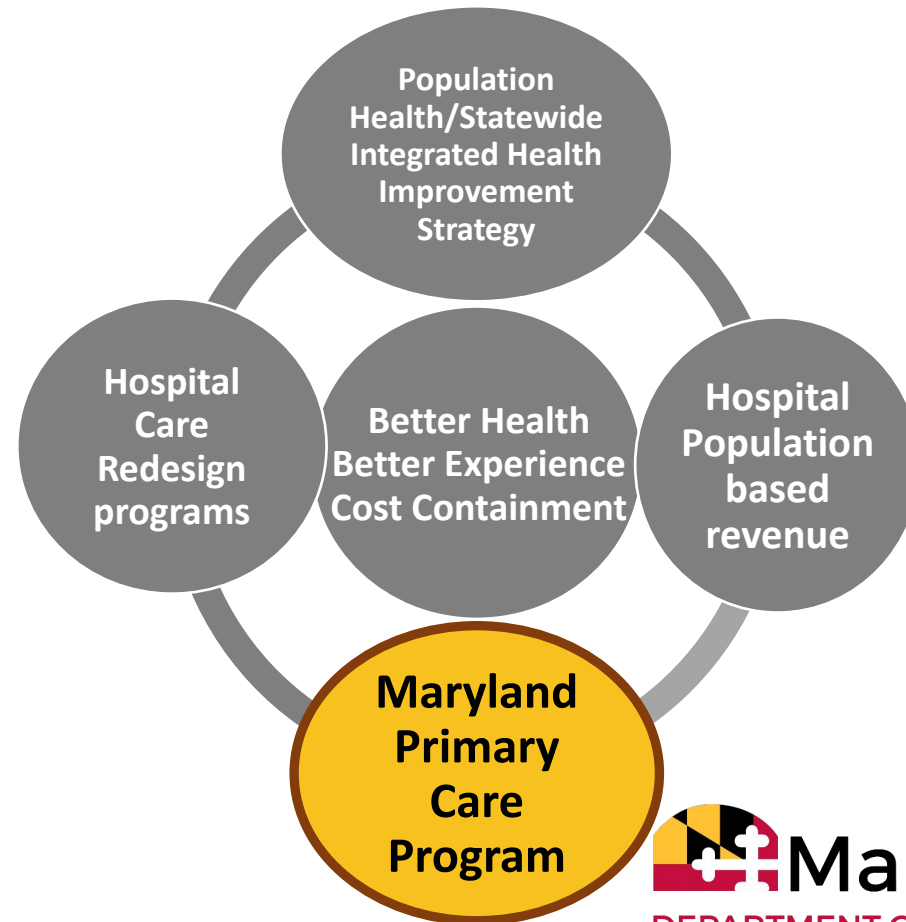 Population
Health/Statewide
Integrated Health
Improvement
Strategy
Hospital
Care
Redesign
programs
Better Health
Better Experience
Cost Containment
Hospital
Population
based
revenue
Maryland
Primary
Care
Program
Ma
DEPARTMENT